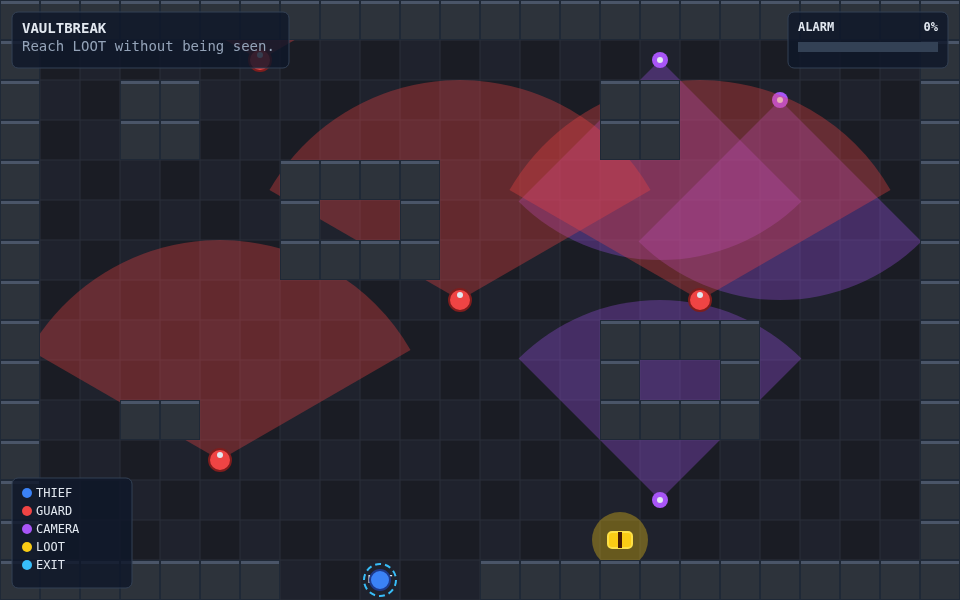 VAULTBREAK
Reach LOOT without being seen.
ALARM 0%
THIEF
GUARD
CAMERA
LOOT
EXIT